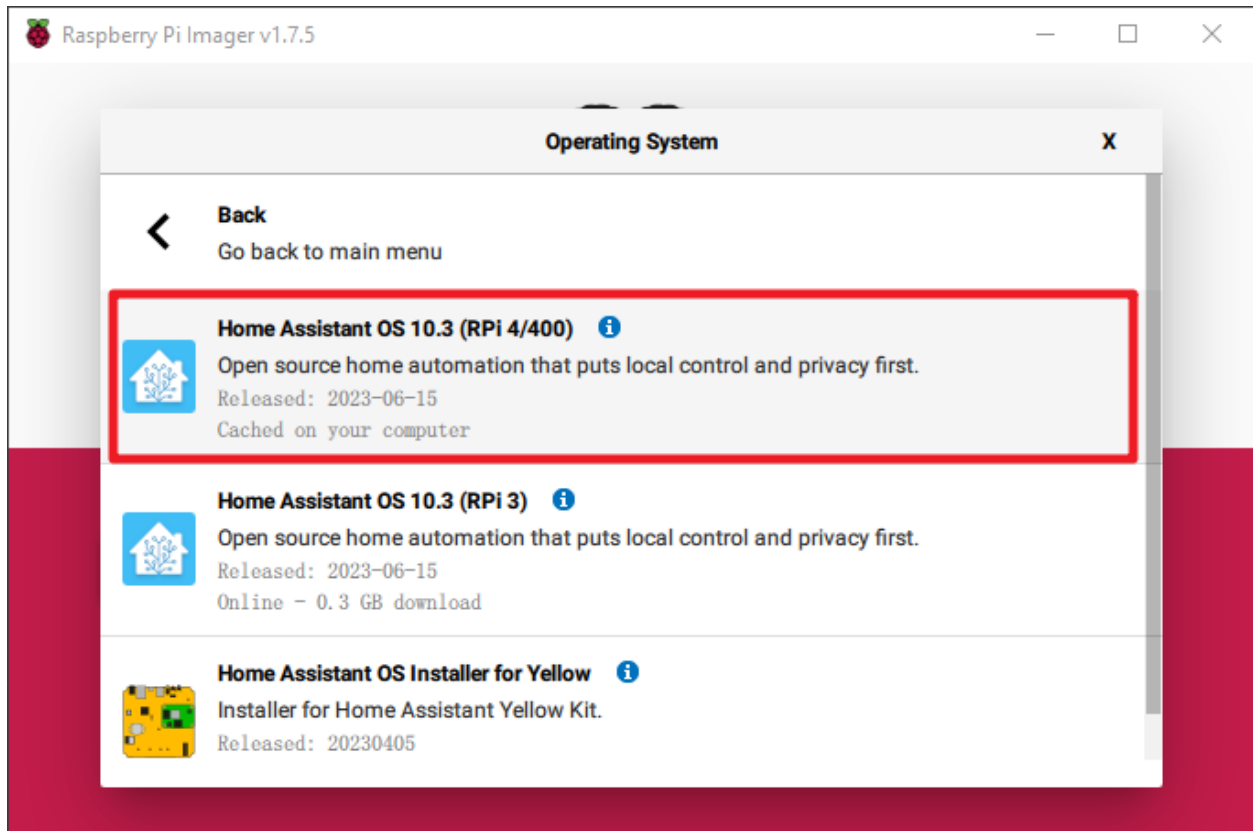 Raspberry Pi Imager v1.7.5
Operating System
X
Back
Go back to main menu
Home Assistant OS 10.3 (RPi 4/400)
Open source home automation that puts local control and privacy first.
Released: 2023-06-15
Cached on your computer
Home Assistant OS 10.3 (RPi 3)
Open source home automation that puts local control and privacy first.
Released: 2023-06-15
Online - 0.3 GB download
Home Assistant OS Installer for Yellow
Installer for Home Assistant Yellow Kit.
Released: 20230405